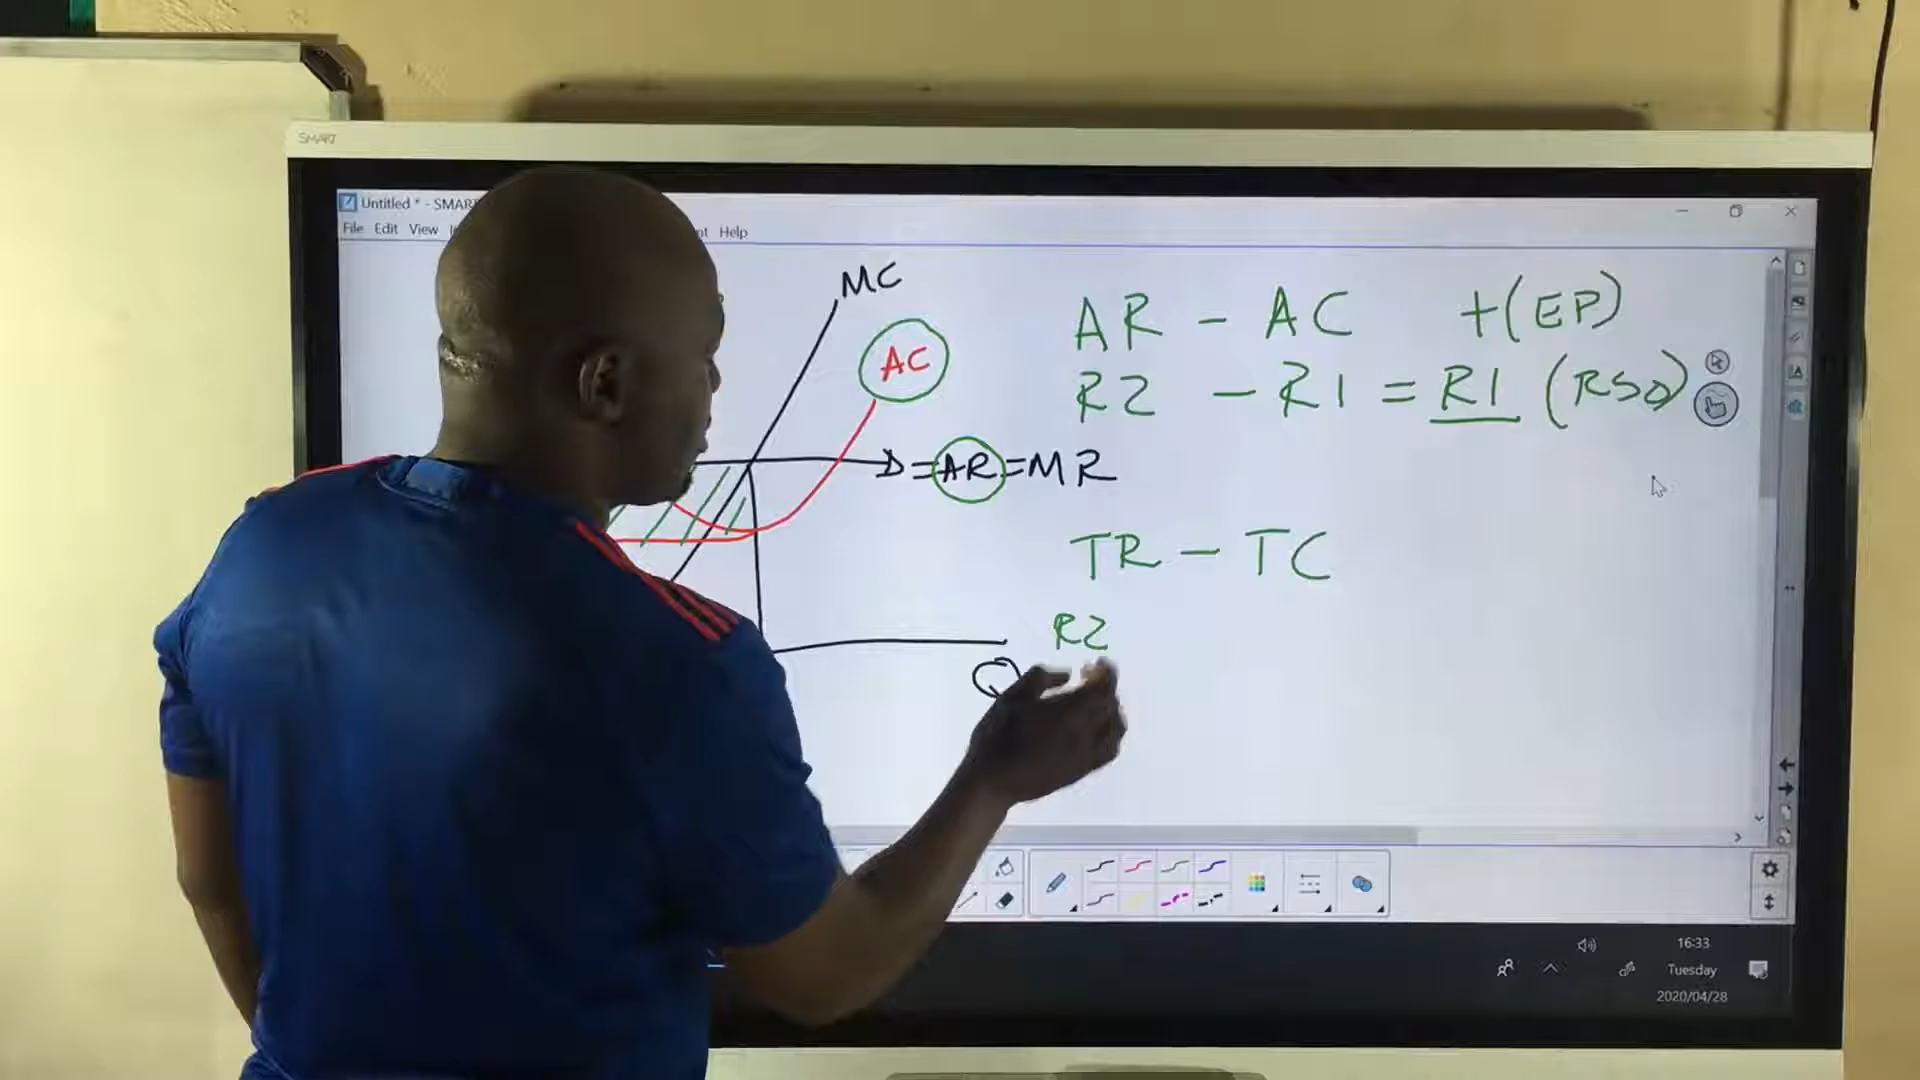 SMART
Untitled * - SMART
File Edit View Help
MC
AR - AC +(EP)
AC
R2 - R1 = R1 (RSD)
D=AR=MR
TR - TC
R2
Q
16:33
Tuesday
2020/04/28